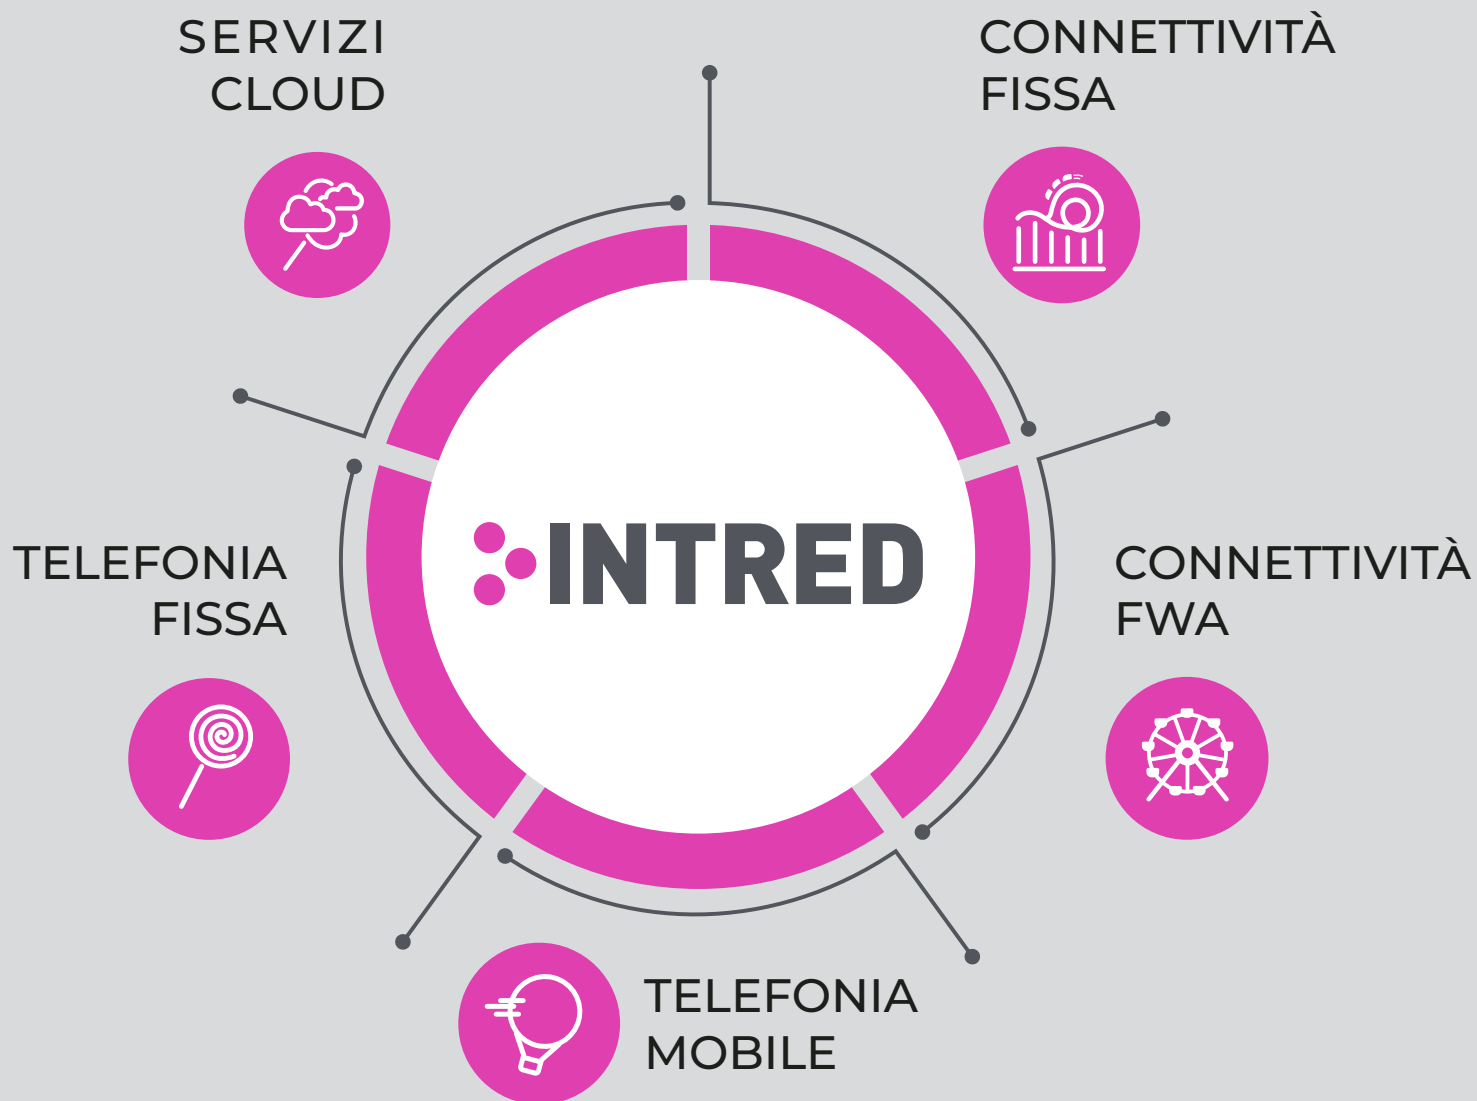 SERVIZI
CLOUD
CONNETTIVITÀ
FISSA
INTRED
TELEFONIA
FISSA
CONNETTIVITÀ
FWA
TELEFONIA
MOBILE